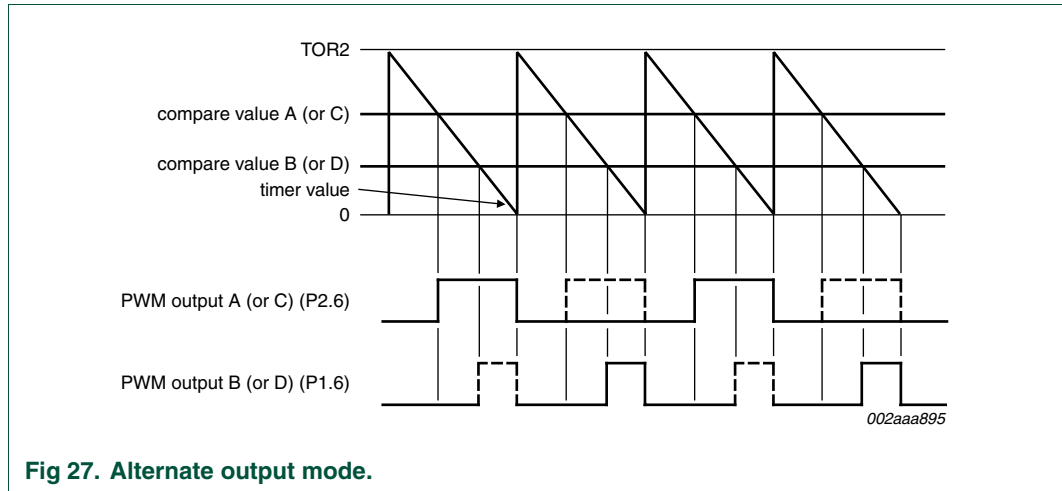 TOR2
compare value A (or C)
compare value B (or D)
timer value
0
PWM output A (or C) (P2.6)
PWM output B (or D) (P1.6)
002aaa895
Fig 27. Alternate output mode.